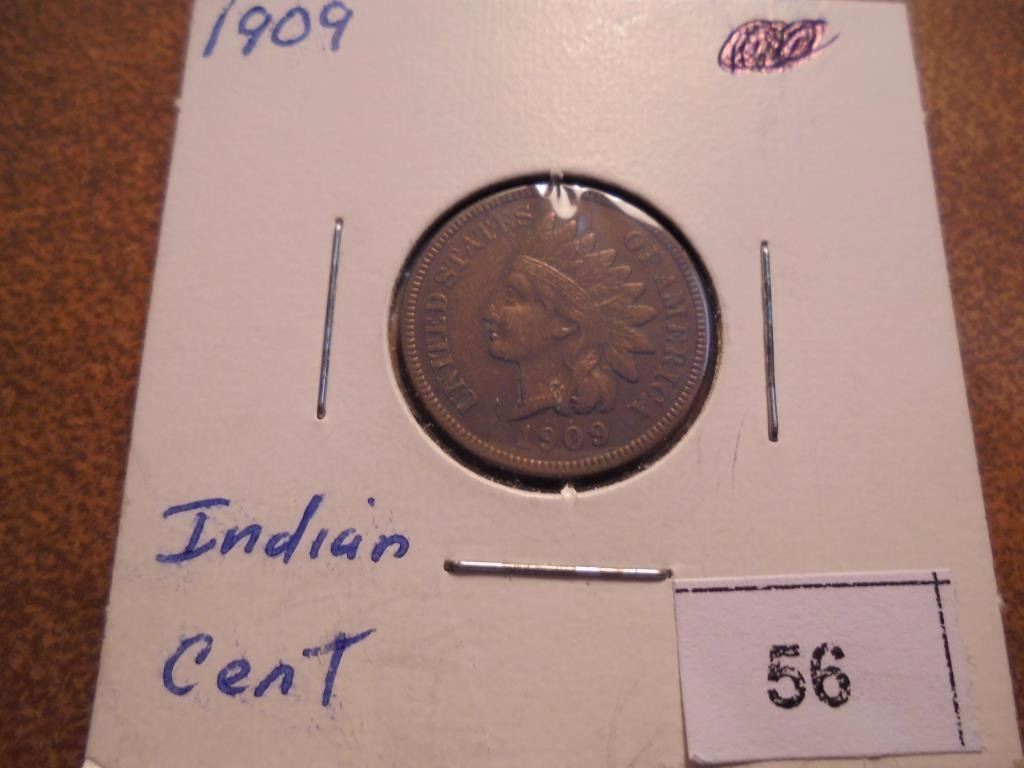 1909
UNITED STATES OF AMERICA
1909
Indian
Cent
56